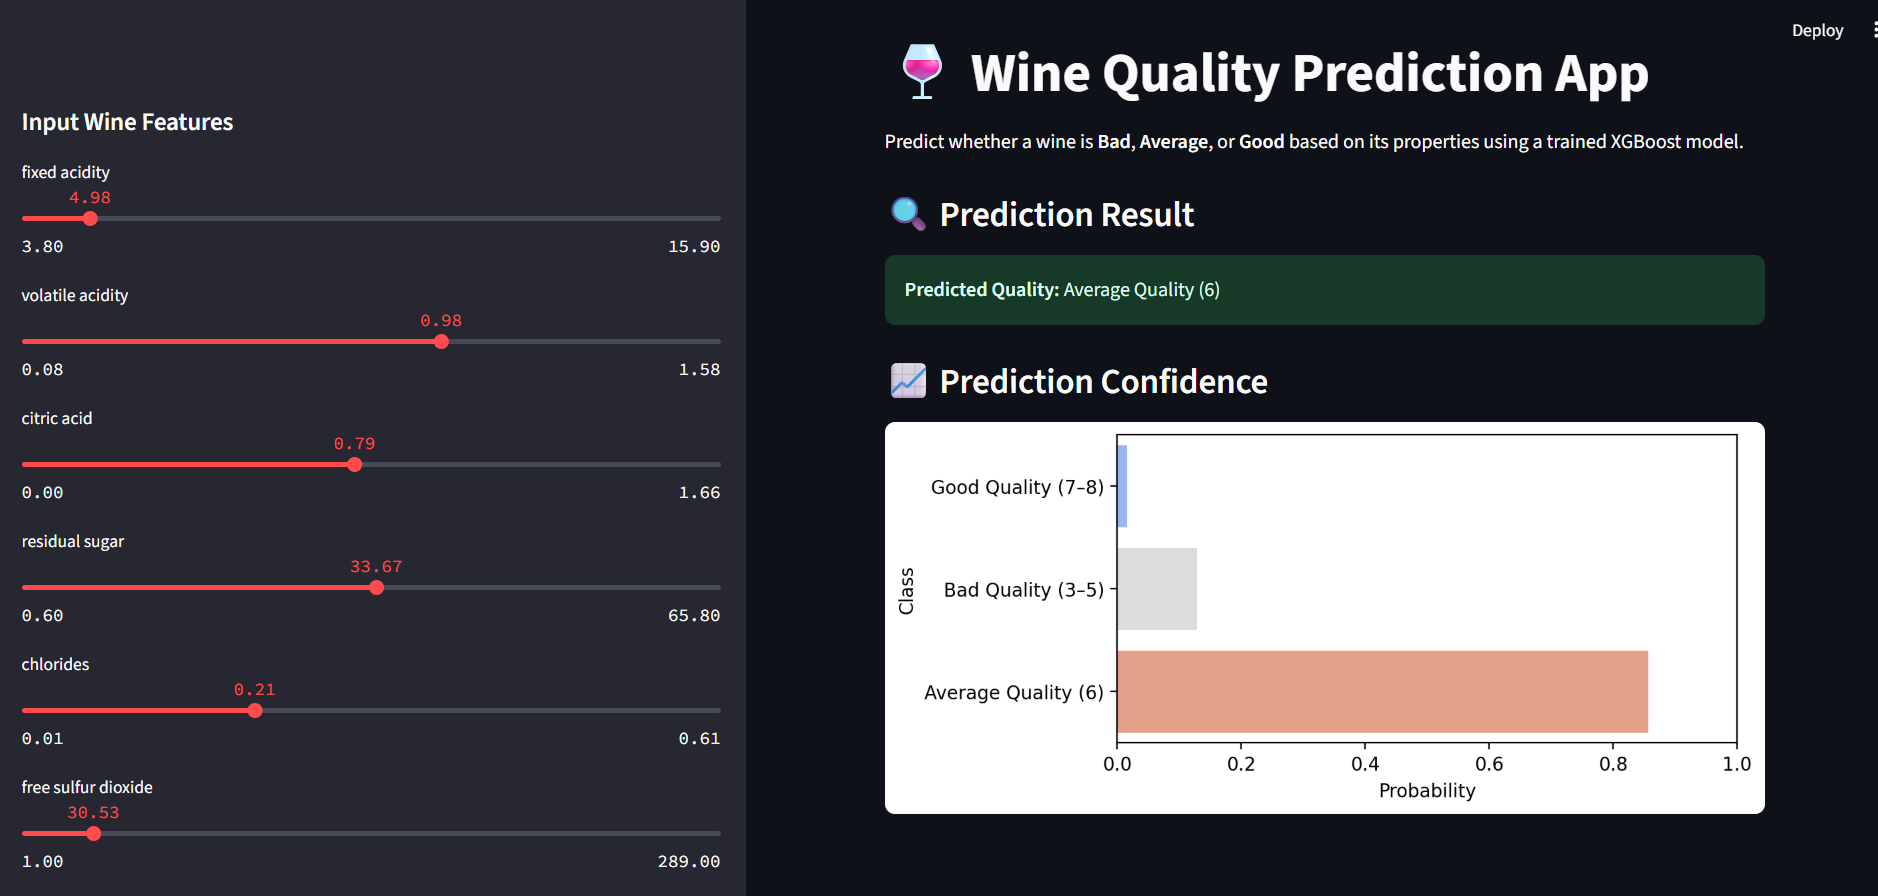 Input Wine Features
fixed acidity
4.98
3.80 15.90
volatile acidity
0.98
0.08 1.58
citric acid
0.79
0.00 1.66
residual sugar
33.67
0.60 65.80
chlorides
0.21
0.01 0.61
free sulfur dioxide
30.53
1.00 289.00
Deploy
Wine Quality Prediction App
Predict whether a wine is Bad, Average, or Good based on its properties using a trained XGBoost model.
Prediction Result
Predicted Quality: Average Quality (6)
Prediction Confidence
Good Quality (7–8)
Bad Quality (3–5)
Average Quality (6)
Class
0.0 0.2 0.4 0.6 0.8 1.0
Probability